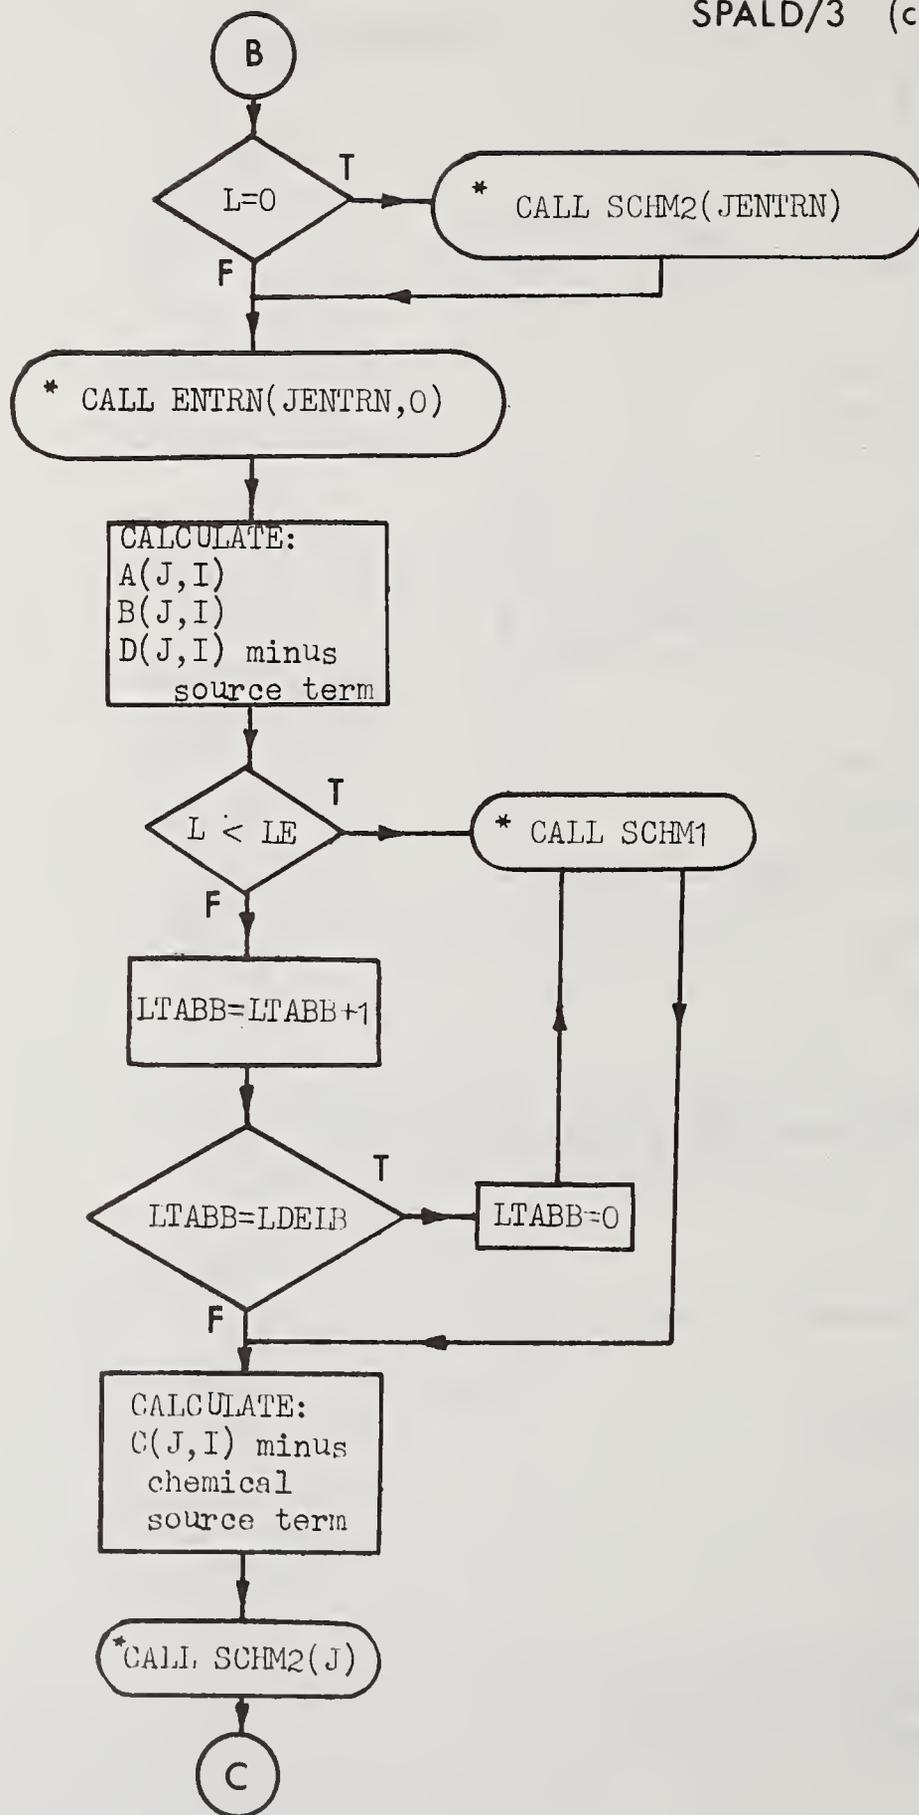 SPALD/3 (c
B
L=0
T
* CALL SCHM2(JENTRN)
F
* CALL ENTRN(JENTRN,0)
CALCULATE:
A(J,I)
B(J,I)
D(J,I) minus
source term
L < LE
T
* CALL SCHM1
F
LTABB=LTABB+1
LTABB=LDELB
T
LTABB=0
F
CALCULATE:
C(J,I) minus
chemical
source term
*CALL SCHM2(J)
C